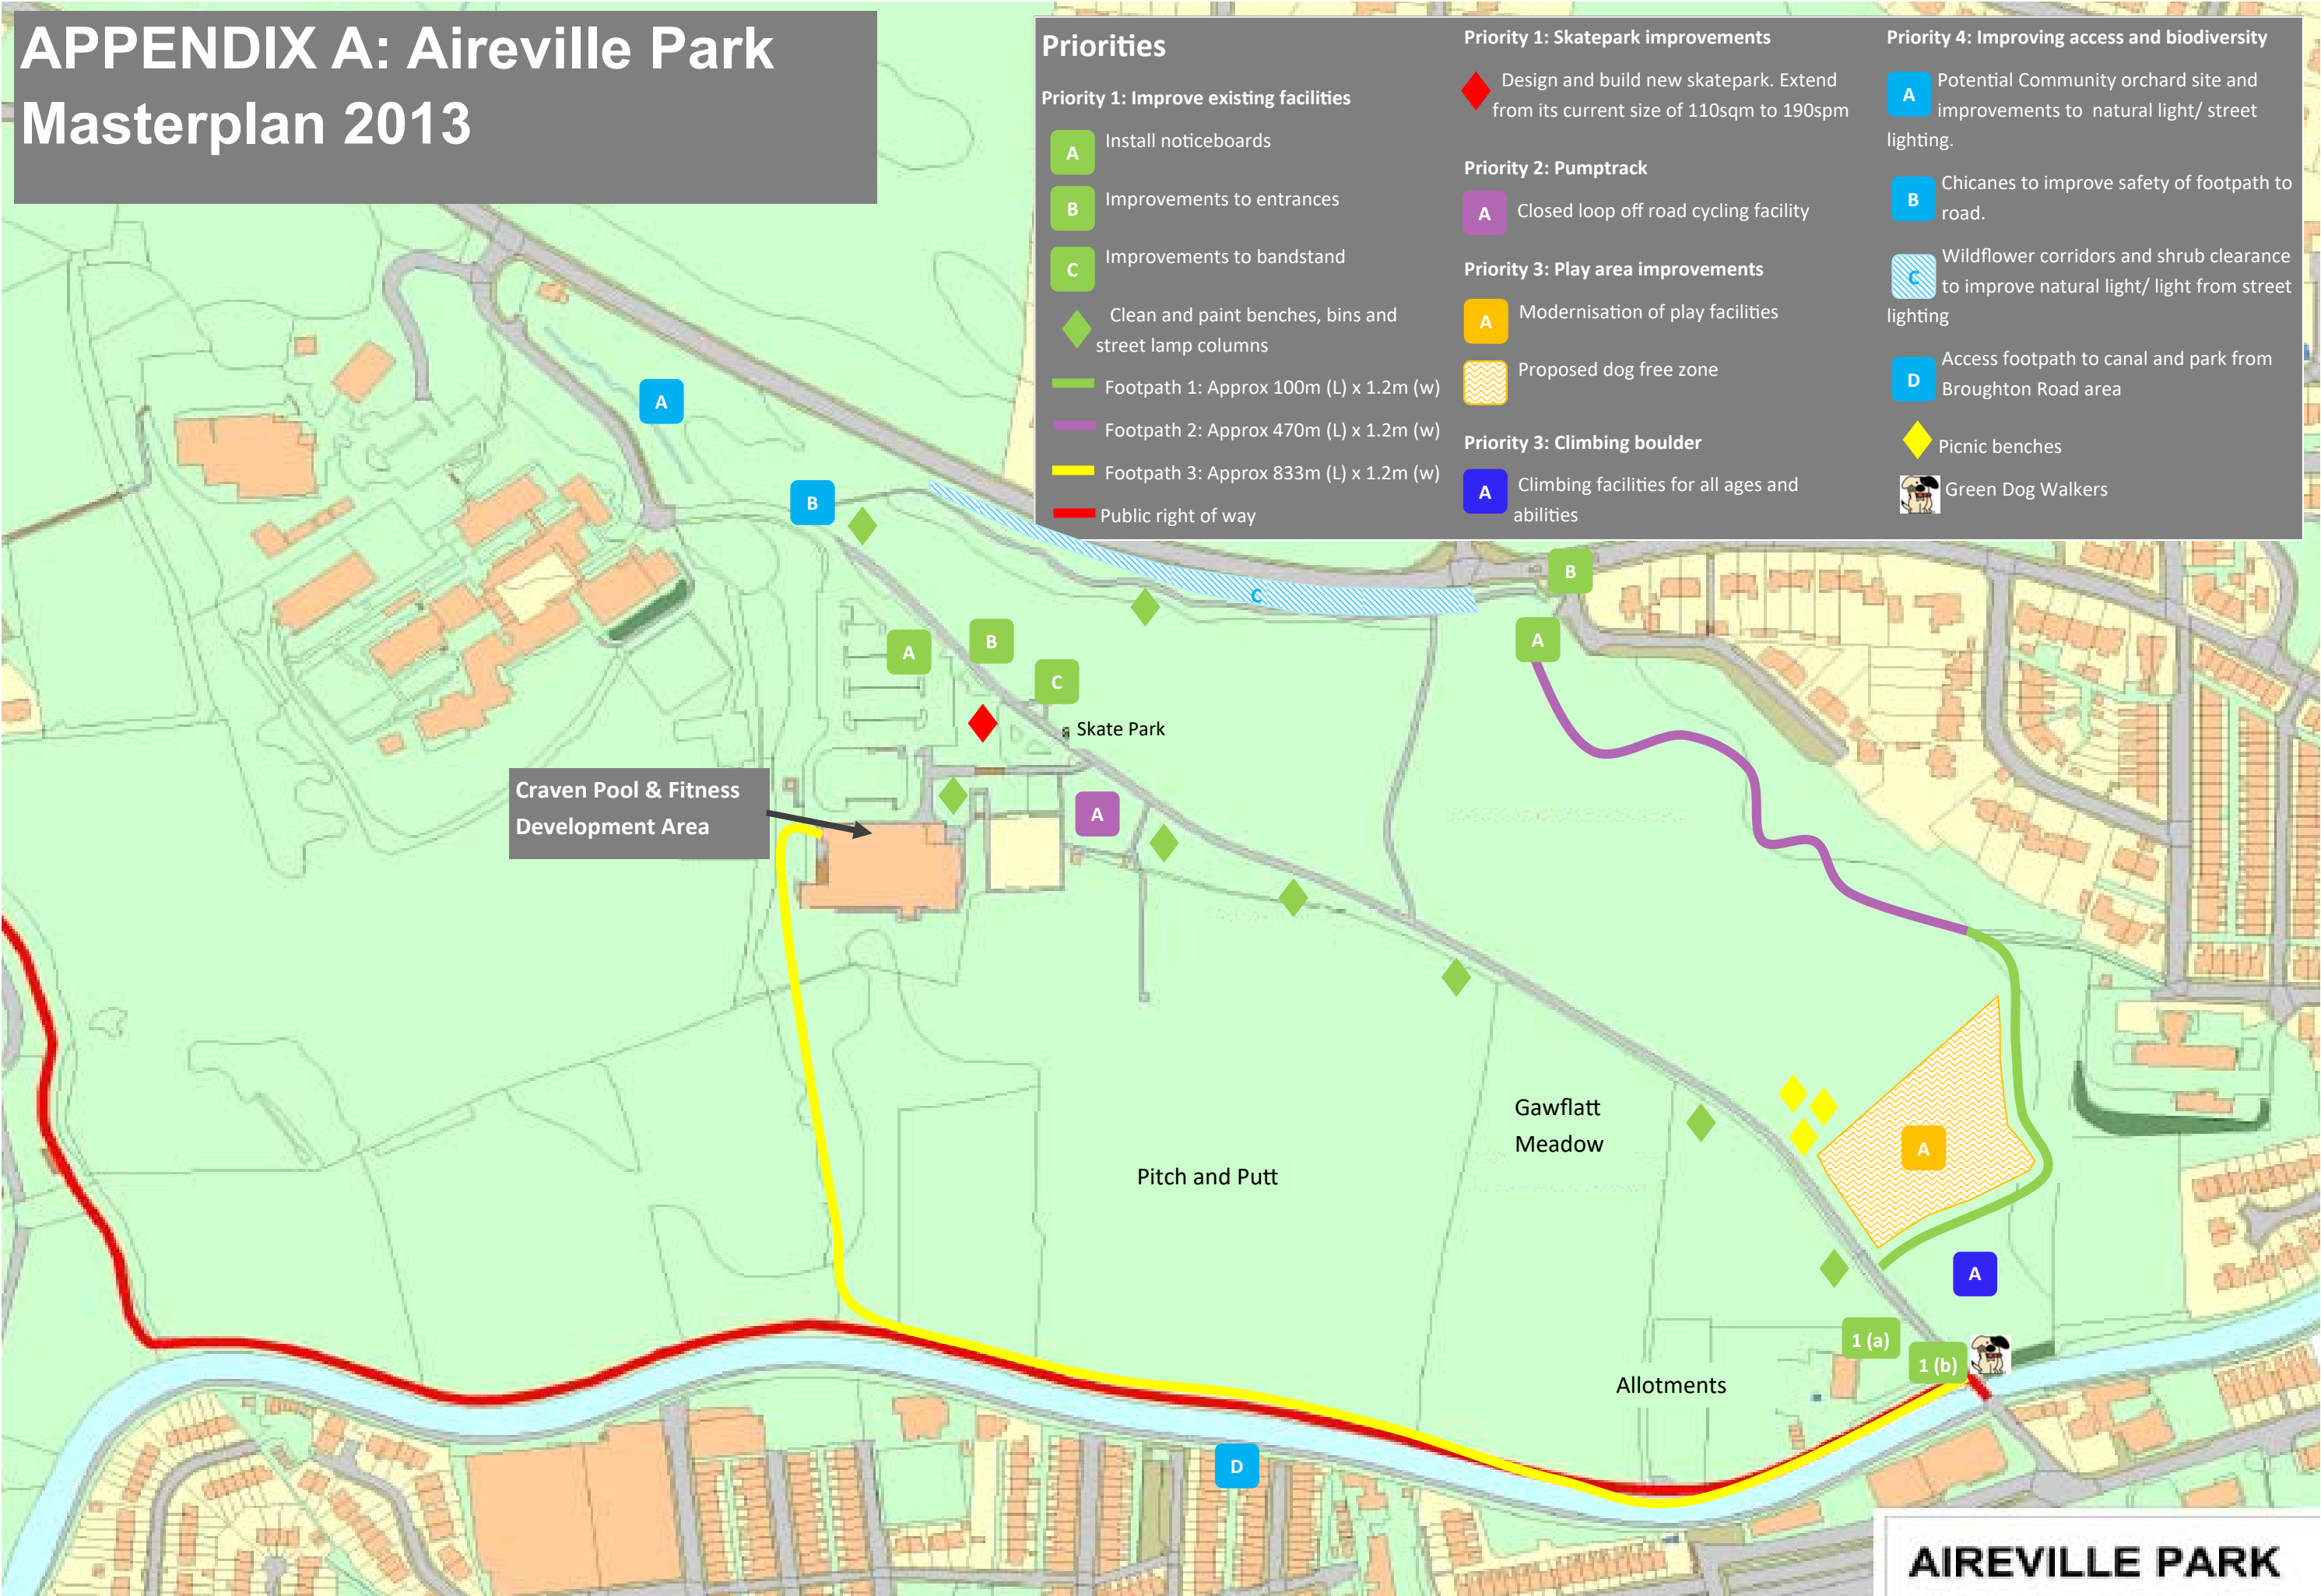 APPENDIX A: Aireville Park
Masterplan 2013
Priorities
Priority 1: Improve existing facilities
A Install noticeboards
B Improvements to entrances
C Improvements to bandstand
Clean and paint benches, bins and
street lamp columns
Footpath 1: Approx 100m (L) x 1.2m (w)
Footpath 2: Approx 470m (L) x 1.2m (w)
Footpath 3: Approx 833m (L) x 1.2m (w)
Public right of way
Priority 1: Skatepark improvements
Design and build new skatepark. Extend
from its current size of 110sqm to 190spm
Priority 2: Pumptrack
A Closed loop off road cycling facility
Priority 3: Play area improvements
A Modernisation of play facilities
Proposed dog free zone
Priority 3: Climbing boulder
A Climbing facilities for all ages and
abilities
Priority 4: Improving access and biodiversity
A Potential Community orchard site and
improvements to natural light/ street
lighting.
B Chicanes to improve safety of footpath to
road.
C Wildflower corridors and shrub clearance
to improve natural light/ light from street
lighting
D Access footpath to canal and park from
Broughton Road area
Picnic benches
Green Dog Walkers
A
B
B
C
A
B
A
C
Skate Park
Craven Pool & Fitness
Development Area
A
Gawflatt
Meadow
A
Pitch and Putt
A
1 (a)
1 (b)
Allotments
D
AIREVILLE PARK